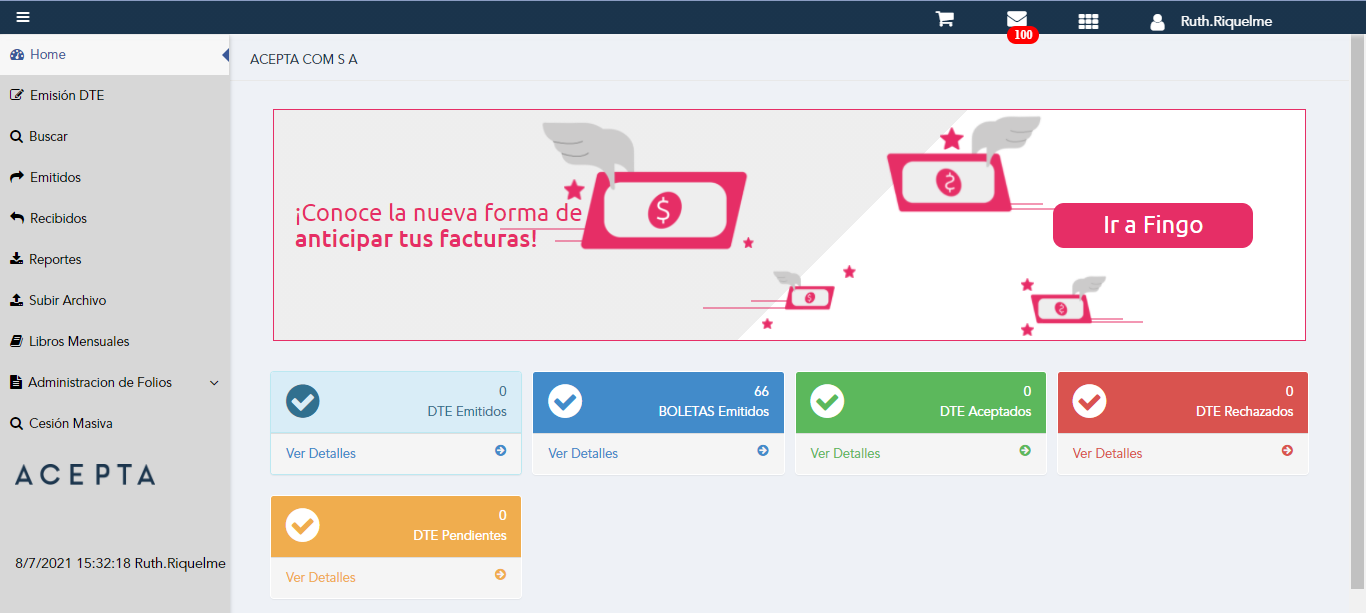 Ruth.Riquelme
100
Home
ACEPTA COM S A
Emisión DTE
Buscar
Emitidos
Recibidos
Reportes
Subir Archivo
Libros Mensuales
Administracion de Folios
Cesión Masiva
ACEPTA
8/7/2021 15:32:18 Ruth.Riquelme
¡Conoce la nueva forma de
anticipar tus facturas!
$
$
$
$
Ir a Fingo
0
DTE Emitidos
Ver Detalles
66
BOLETAS Emitidos
Ver Detalles
0
DTE Aceptados
Ver Detalles
0
DTE Rechazados
Ver Detalles
0
DTE Pendientes
Ver Detalles